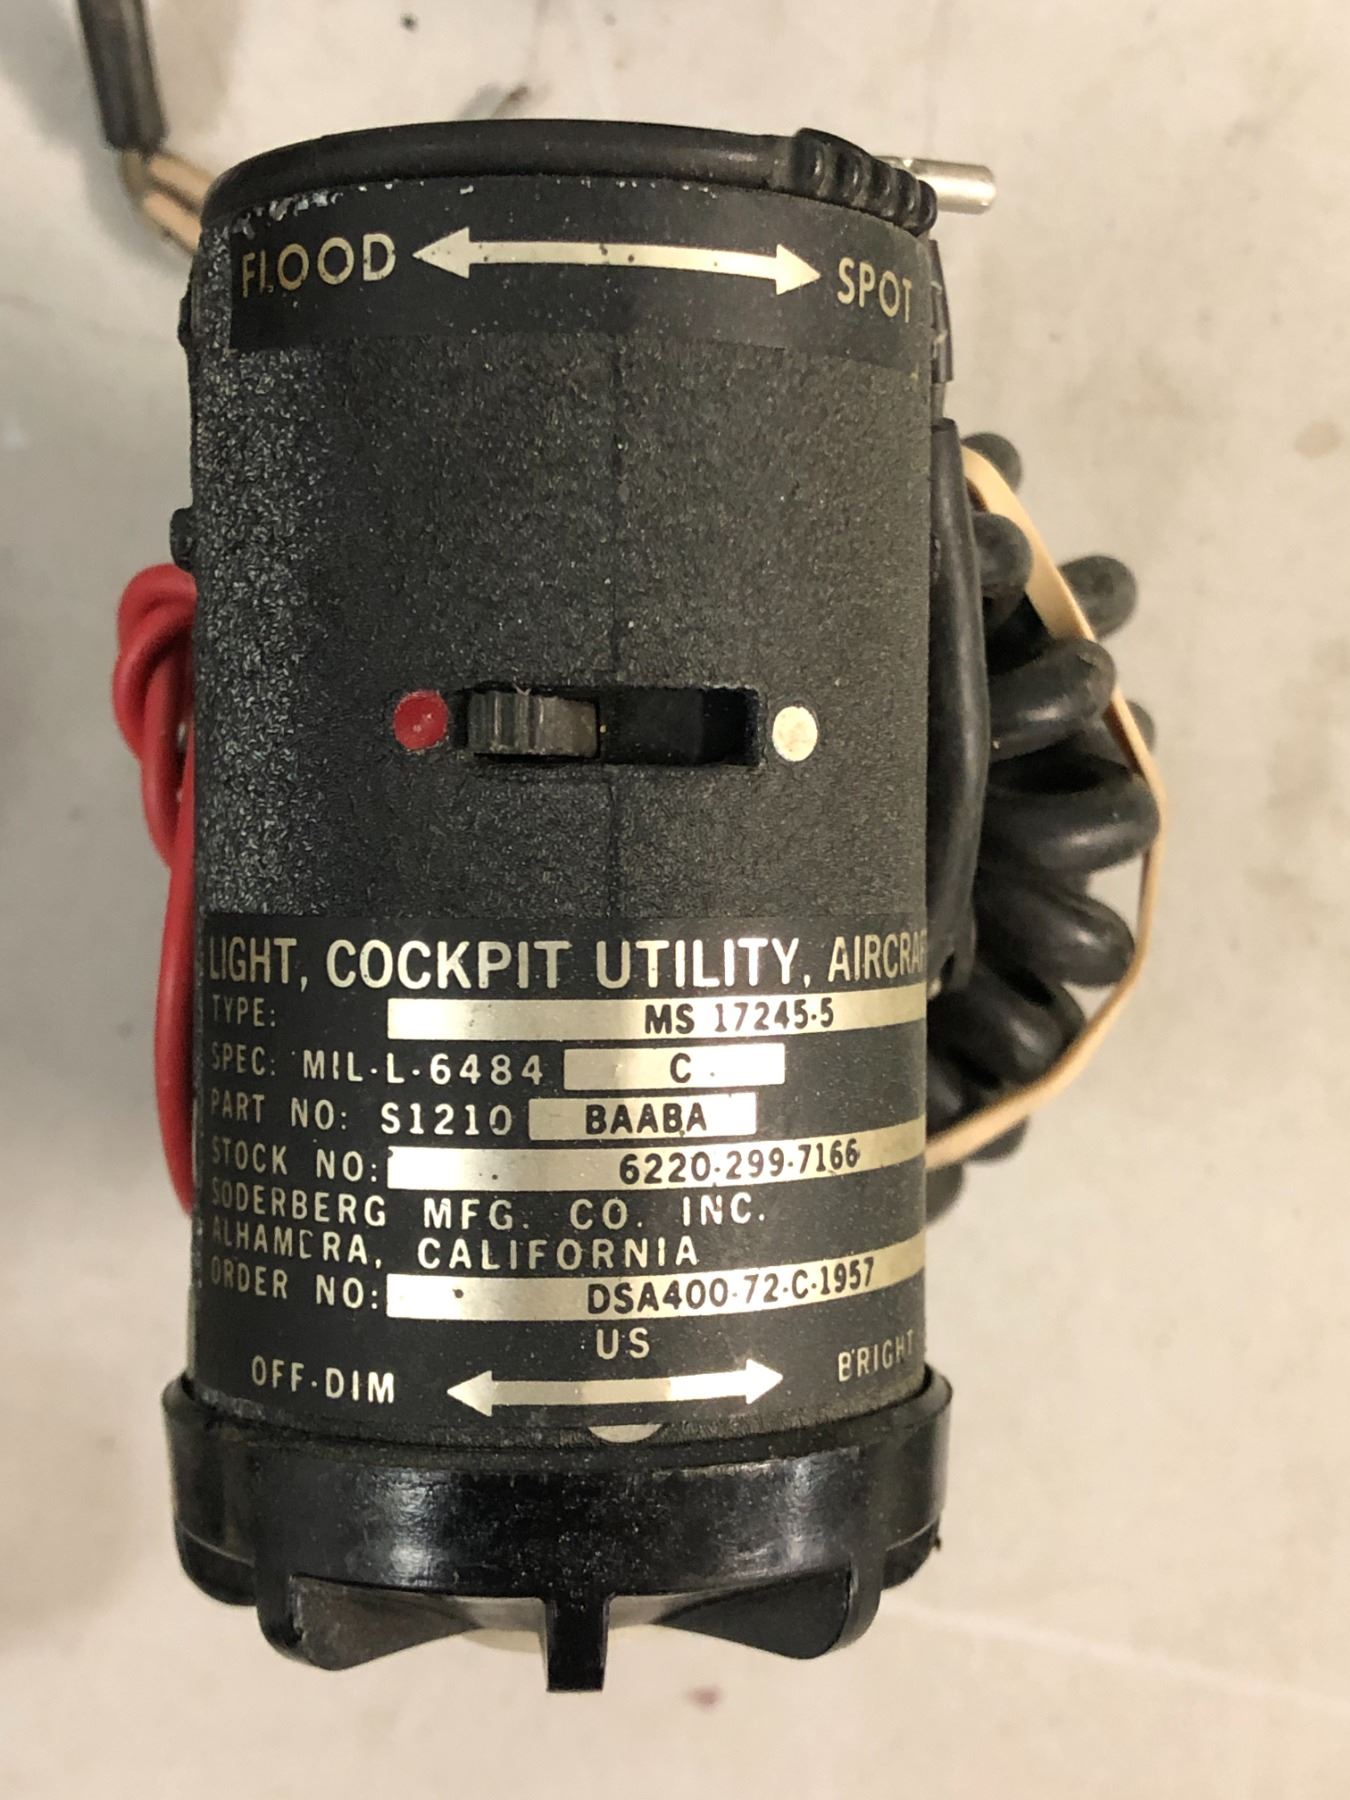 FLOOD SPOT
LIGHT, COCKPIT UTILITY, AIRCRAF
TYPE: MS 17245-5
SPEC: MIL-L-6484 C
PART NO: S1210 BAABA
STOCK NO: 6220-299-7166
SODERBERG MFG. CO. INC.
ALHAMBRA, CALIFORNIA
ORDER NO: DSA400-72-C-1957
US
OFF-DIM BRIGHT